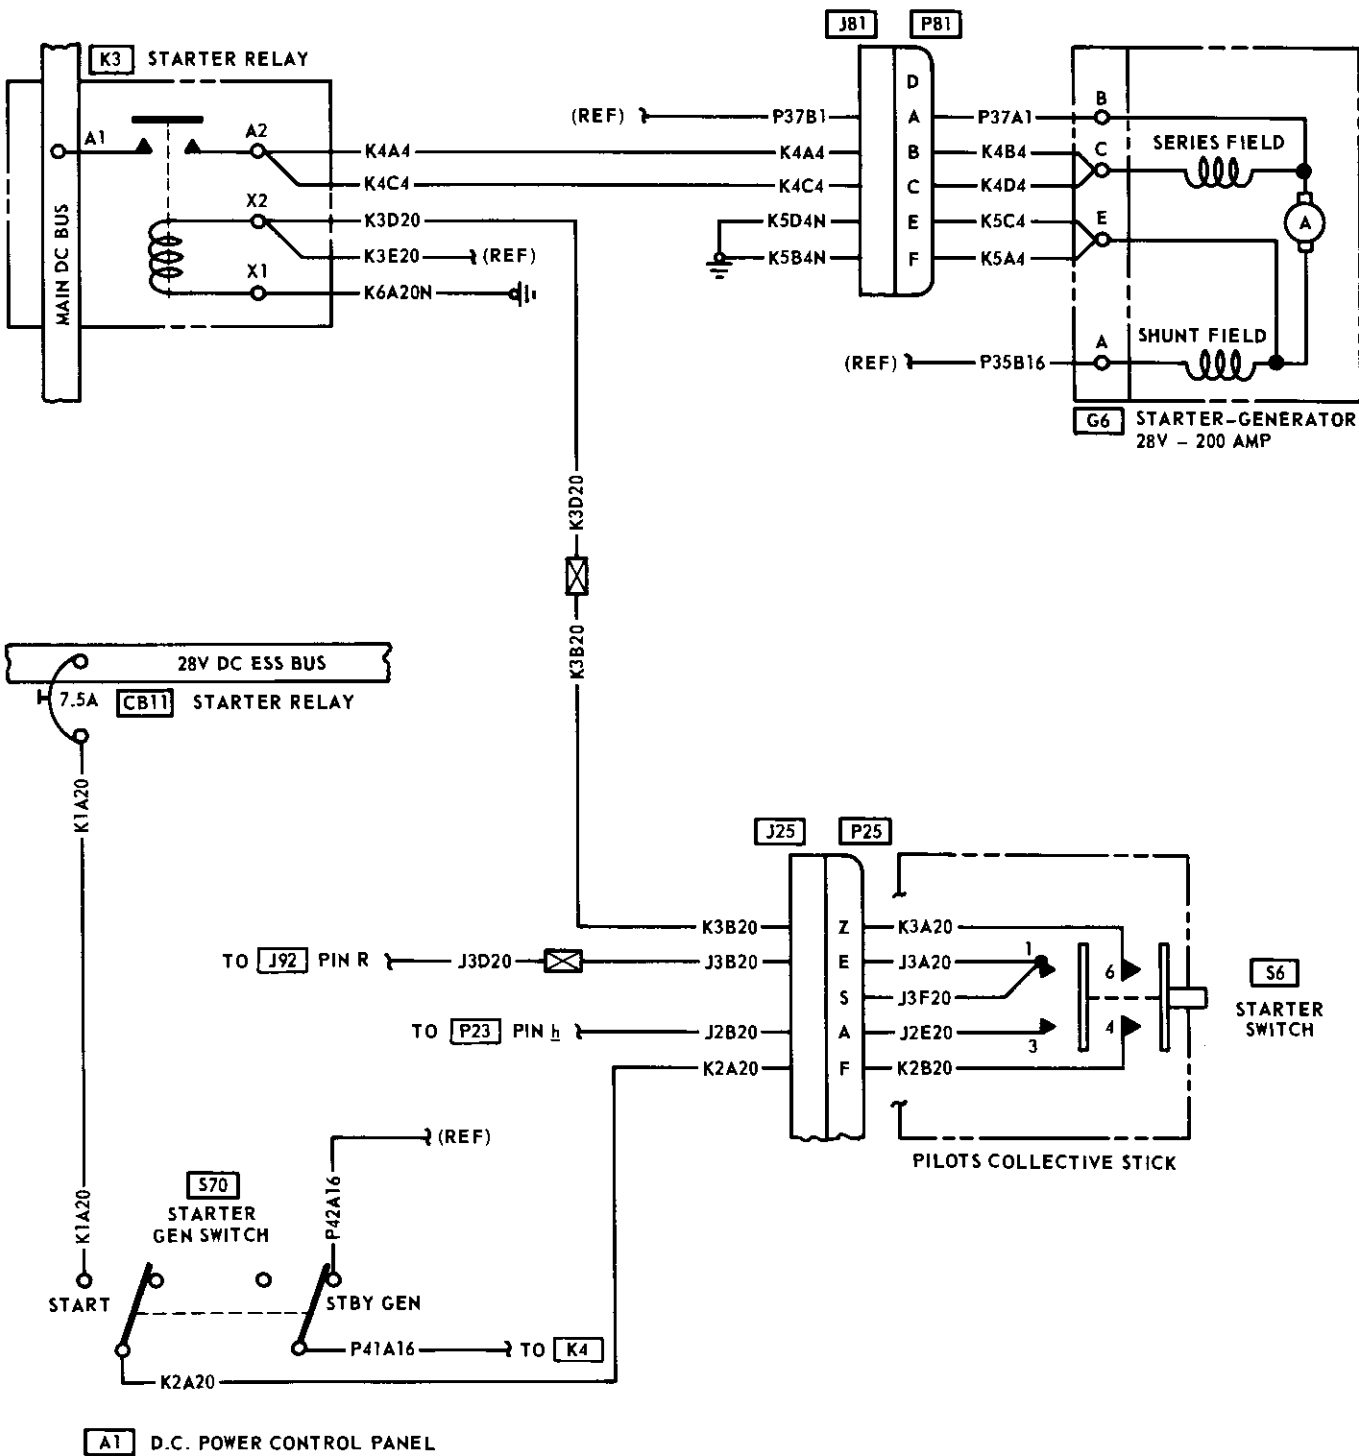 J81 P81
K3 STARTER RELAY
MAIN DC BUS
A1
A2
X2
X1
K4A4
K4C4
K3D20
K3E20 (REF)
K6A20N
(REF) P37B1
K4A4
K4C4
K5D4N
K5B4N
D
A
B
C
E
F
P37A1
K4B4
K4D4
K5C4
K5A4
(REF) P35B16
B
C
E
A
SERIES FIELD
A
SHUNT FIELD
G6 STARTER-GENERATOR
28V - 200 AMP
K3D20
K3B20
28V DC ESS BUS
7.5A CB11 STARTER RELAY
K1A20
J25 P25
K3B20 Z K3A20
TO J92 PIN R J3D20 J3B20 E J3A20
S J3F20
TO P23 PIN h J2B20 A J2E20
K2A20 F K2B20
1
3
6
4
S6
STARTER
SWITCH
PILOTS COLLECTIVE STICK
(REF)
P42A16
K1A20
S70
STARTER
GEN SWITCH
START
STBY GEN
P41A16 TO K4
K2A20
A1 D.C. POWER CONTROL PANEL